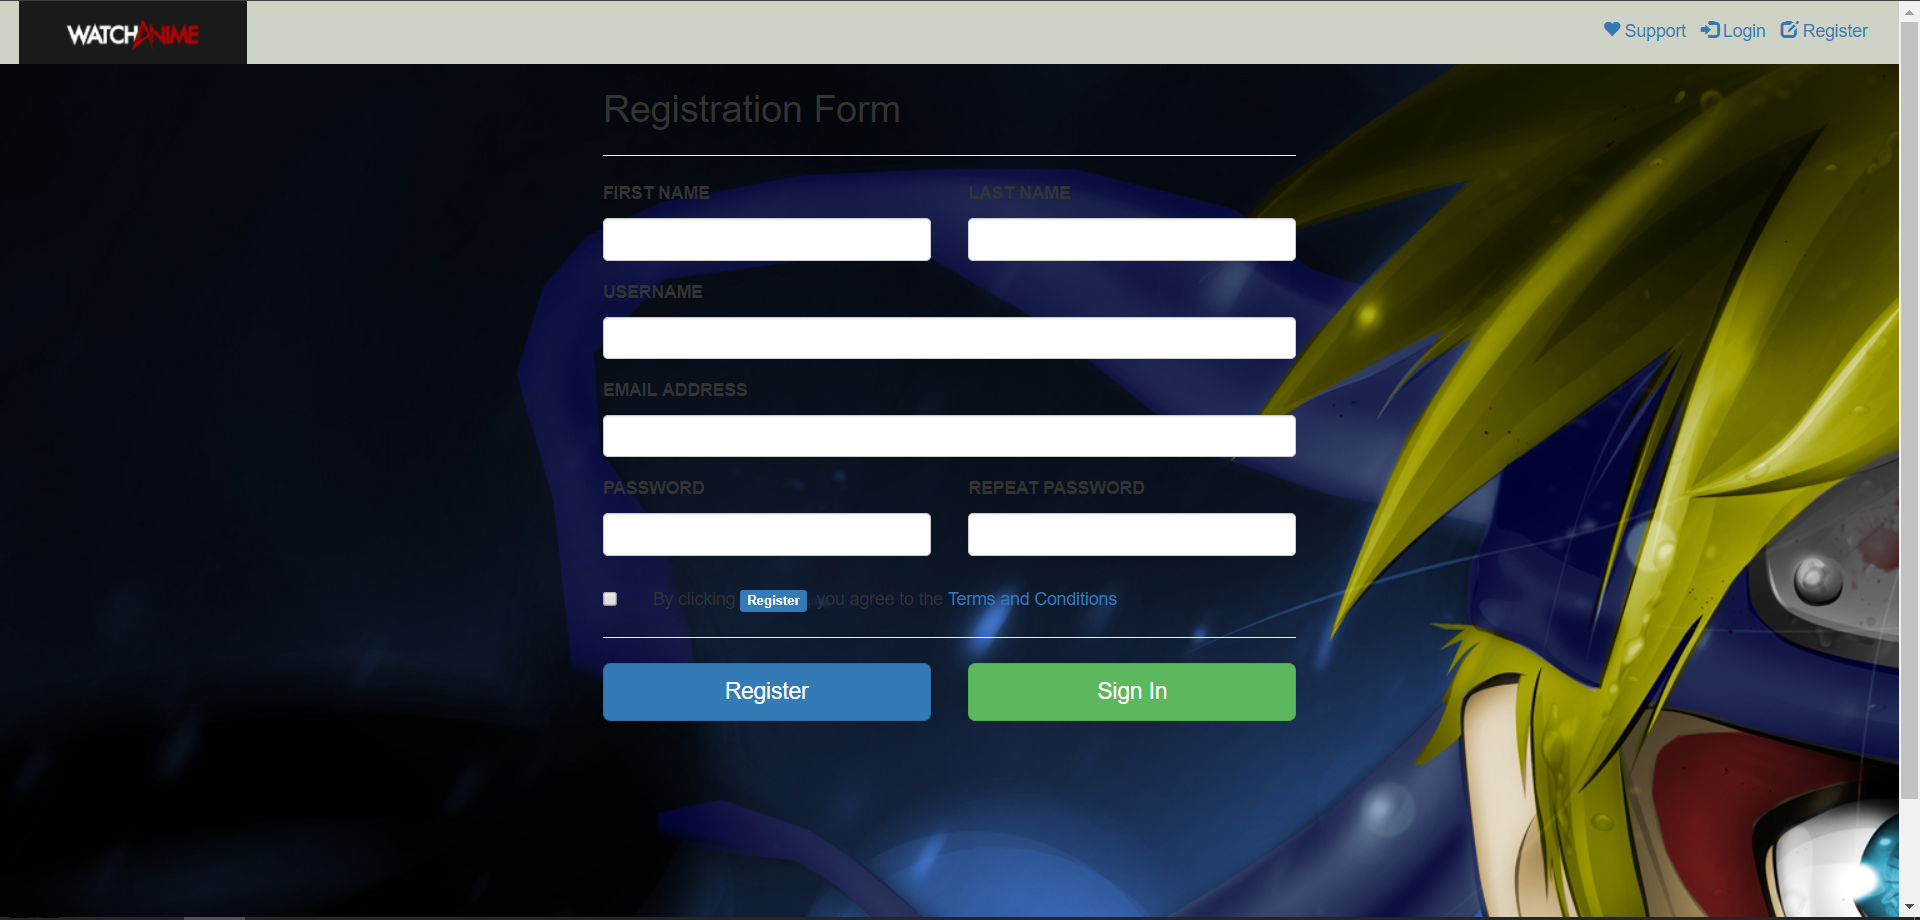 WATCHANIME
Support Login Register
Registration Form
FIRST NAME LAST NAME
USERNAME
EMAIL ADDRESS
PASSWORD REPEAT PASSWORD
By clicking Register, you agree to the Terms and Conditions
Register Sign In